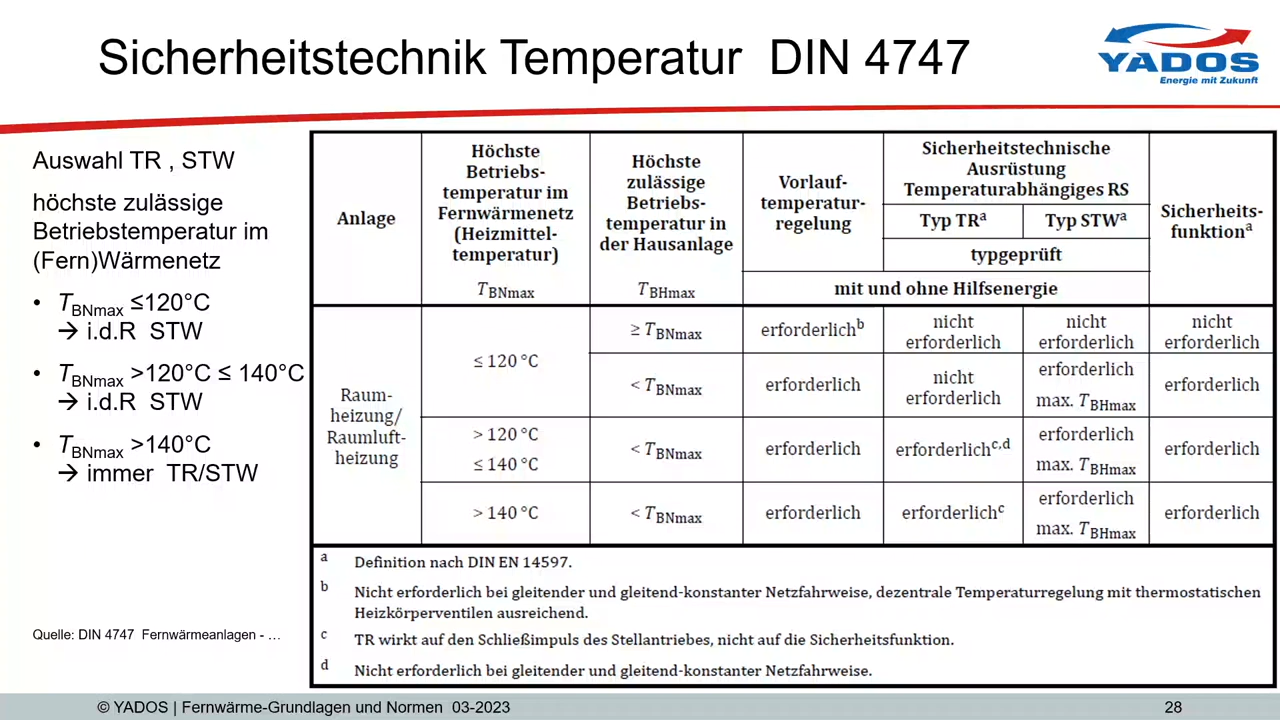 Sicherheitstechnik Temperatur DIN 4747
YADOS
Energie mit Zukunft
Auswahl TR , STW
höchste zulässige
Betriebstemperatur im
(Fern)Wärmenetz
• TBNmax ≤120°C
→ i.d.R STW
• TBNmax >120°C ≤ 140°C
→ i.d.R STW
• TBNmax >140°C
→ immer TR/STW
Quelle: DIN 4747 Fernwärmeanlagen - …
Anlage
Höchste
Betriebs-
temperatur im
Fernwärmenetz
(Heizmittel-
temperatur)
TBNmax
Höchste
zulässige
Betriebs-
temperatur in
der Hausanlage
TBHmax
Vorlauf-
temperatur-
regelung
Sicherheitstechnische
Ausrüstung
Temperaturabhängiges RS
Typ TRa
Typ STWa
typgeprüft
mit und ohne Hilfsenergie
Sicherheits-
funktiona
Raum-
heizung/
Raumluft-
heizung
≤ 120 °C
≥ TBNmax
erforderlichb
nicht
erforderlich
nicht
erforderlich
nicht
erforderlich
< TBNmax
erforderlich
nicht
erforderlich
erforderlich
max. TBHmax
erforderlich
> 120 °C
≤ 140 °C
< TBNmax
erforderlich
erforderlichc,d
erforderlich
max. TBHmax
erforderlich
> 140 °C
< TBNmax
erforderlich
erforderlichc
erforderlich
max. TBHmax
erforderlich
a Definition nach DIN EN 14597.
b Nicht erforderlich bei gleitender und gleitend-konstanter Netzfahrweise, dezentrale Temperaturregelung mit thermostatischen
Heizkörperventilen ausreichend.
c TR wirkt auf den Schließimpuls des Stellantriebes, nicht auf die Sicherheitsfunktion.
d Nicht erforderlich bei gleitender und gleitend-konstanter Netzfahrweise.
© YADOS | Fernwärme-Grundlagen und Normen 03-2023
28